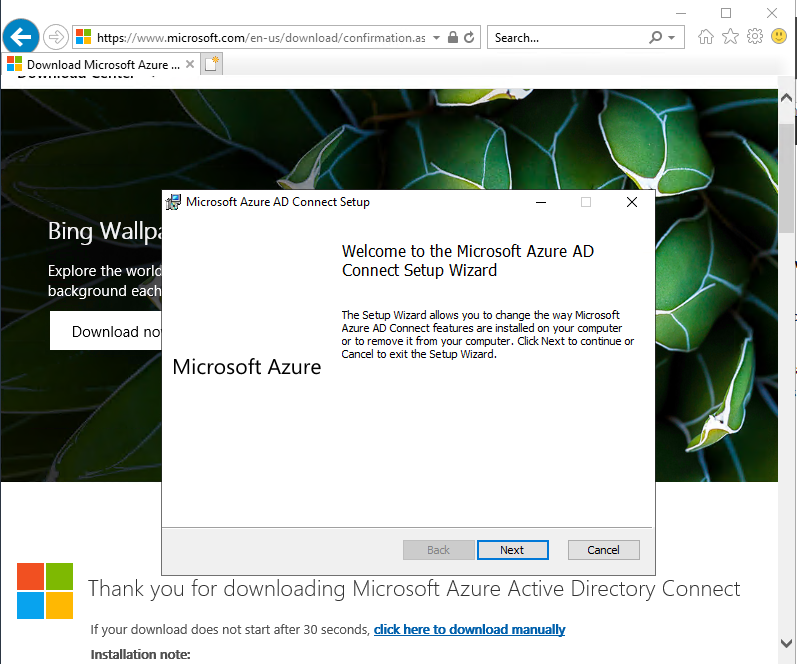 https://www.microsoft.com/en-us/download/confirmation.as
Search...
Download Microsoft Azure ...
Download Center
Bing Wallpa
Explore the world
background each
Download no
Microsoft Azure AD Connect Setup
Welcome to the Microsoft Azure AD
Connect Setup Wizard
The Setup Wizard allows you to change the way Microsoft
Azure AD Connect features are installed on your computer
or to remove it from your computer. Click Next to continue or
Cancel to exit the Setup Wizard.
Microsoft Azure
Back
Next
Cancel
Thank you for downloading Microsoft Azure Active Directory Connect
If your download does not start after 30 seconds, click here to download manually
Installation note: